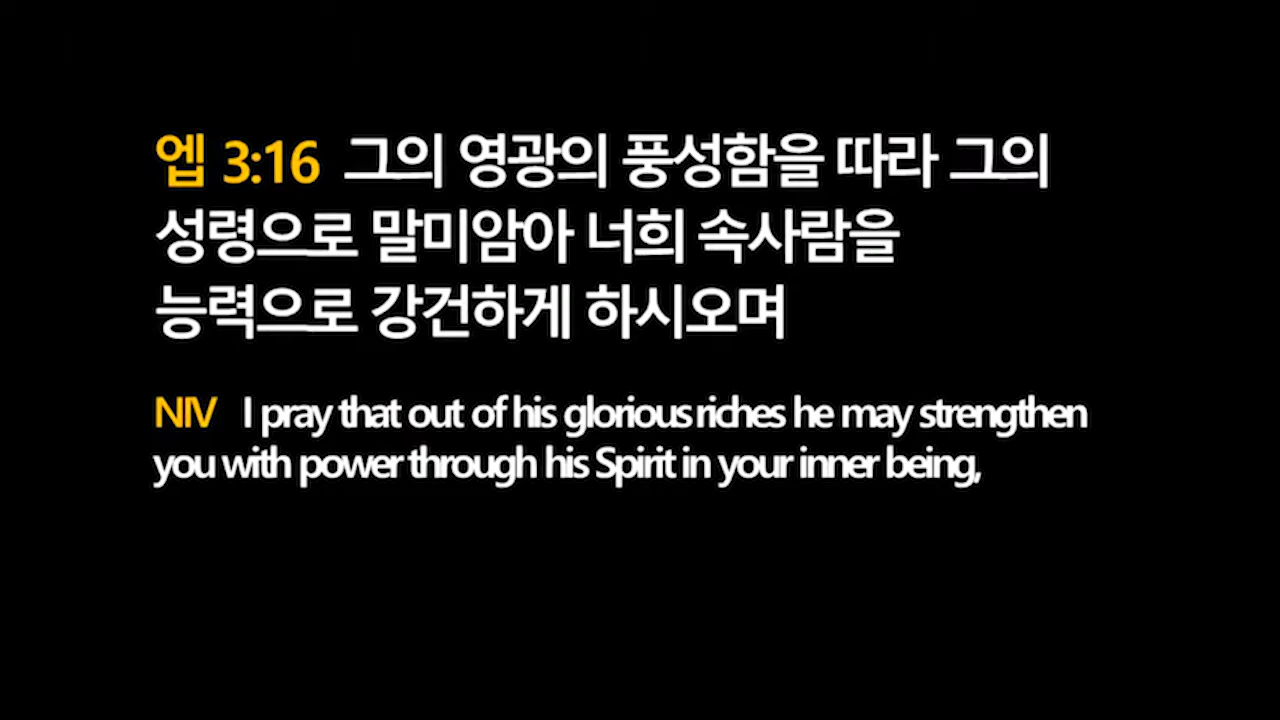 엡 3:16 그의 영광의 풍성함을 따라 그의
성령으로 말미암아 너희 속사람을
능력으로 강건하게 하시오며
NIV I pray that out of his glorious riches he may strengthen
you with power through his Spirit in your inner being,